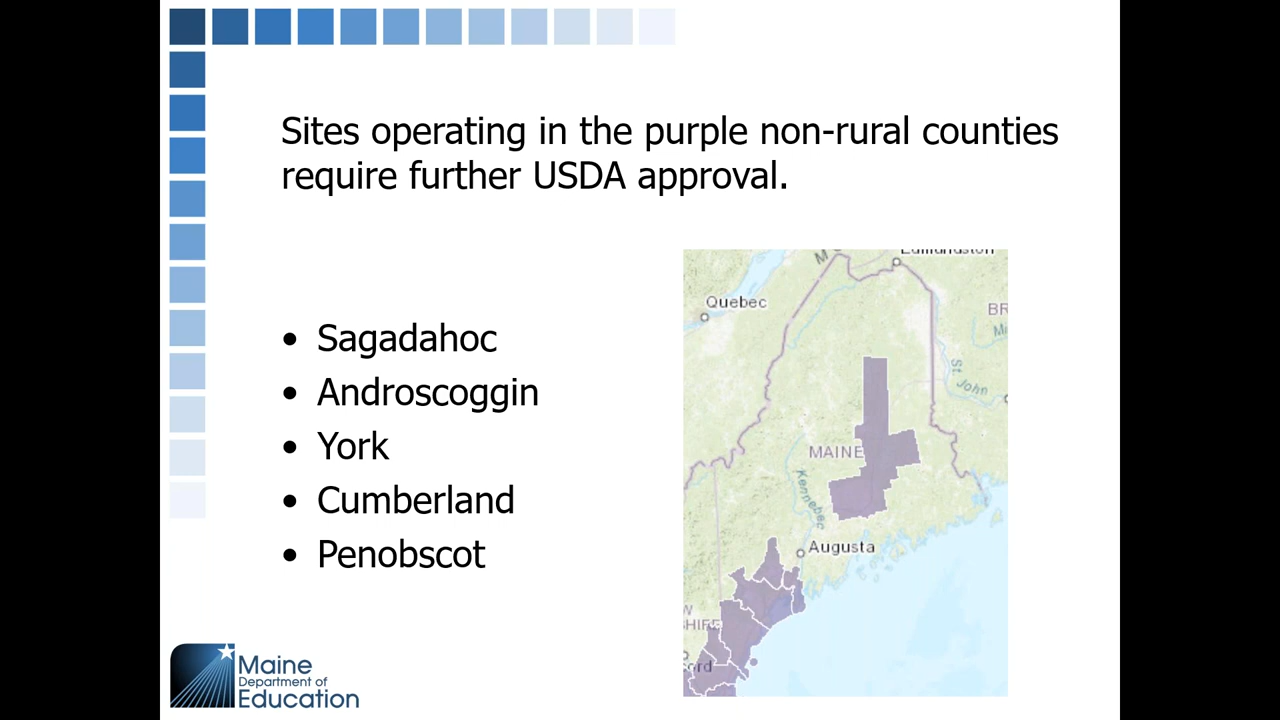 Sites operating in the purple non-rural counties
require further USDA approval.
• Sagadahoc
• Androscoggin
• York
• Cumberland
• Penobscot
Quebec
St. John
MAINE
Kennebec
Augusta
Maine
Department of
Education